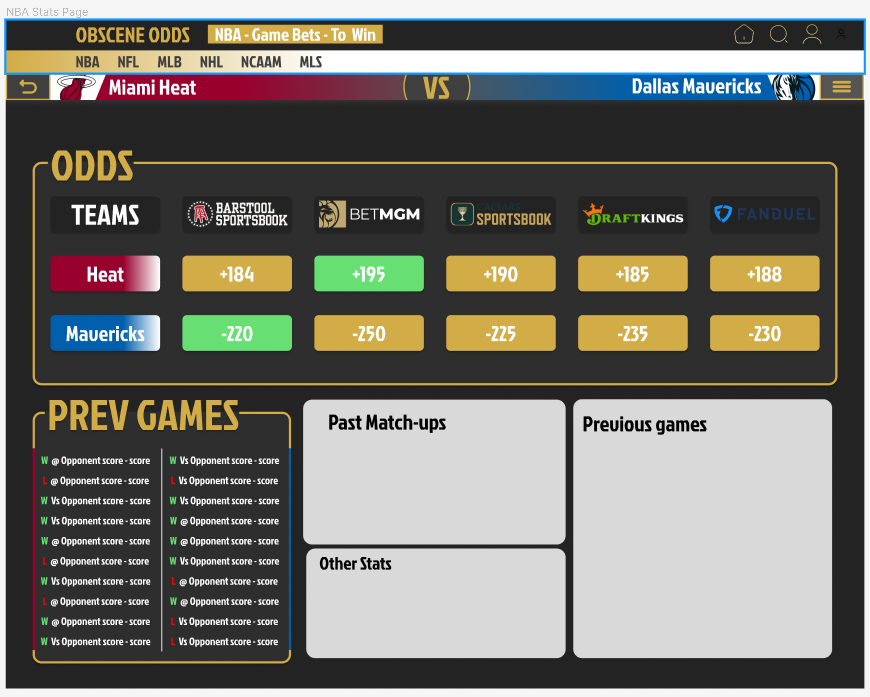 NBA Stats Page
OBSCENE ODDS NBA - Game Bets - To Win
NBA NFL MLB NHL NCAAM MLS
Miami Heat VS Dallas Mavericks
ODDS
TEAMS BARSTOOL SPORTSBOOK BETMGM CAESARS SPORTSBOOK DRAFTKINGS FANDUEL
Heat +184 +195 +190 +185 +188
Mavericks -220 -250 -225 -235 -230
PREV GAMES
W @ Opponent score - score W Vs Opponent score - score
L @ Opponent score - score L Vs Opponent score - score
W Vs Opponent score - score W Vs Opponent score - score
W Vs Opponent score - score W @ Opponent score - score
W @ Opponent score - score W @ Opponent score - score
L @ Opponent score - score W Vs Opponent score - score
W Vs Opponent score - score L @ Opponent score - score
L @ Opponent score - score W @ Opponent score - score
W @ Opponent score - score L Vs Opponent score - score
W Vs Opponent score - score L Vs Opponent score - score
Past Match-ups
Other Stats
Previous games